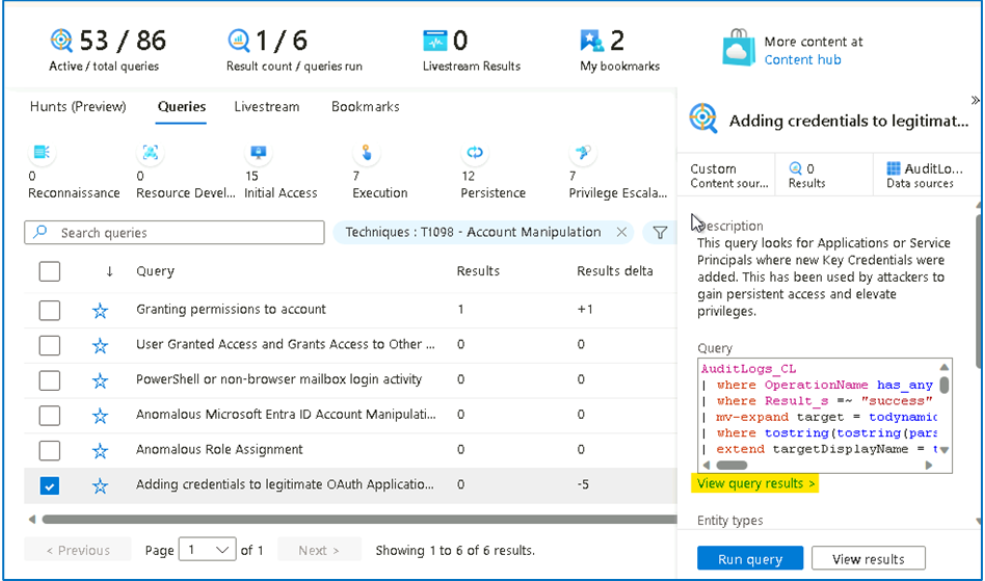 53 / 86
Active / total queries
1 / 6
Result count / queries run
0
Livestream Results
2
My bookmarks
More content at
Content hub
Hunts (Preview) Queries Livestream Bookmarks
0
Reconnaissance
0
Resource Devel...
15
Initial Access
7
Execution
12
Persistence
7
Privilege Escala...
Search queries
Techniques : T1098 - Account Manipulation ×
↓ Query Results Results delta
Granting permissions to account 1 +1
User Granted Access and Grants Access to Other ... 0 0
PowerShell or non-browser mailbox login activity 0 0
Anomalous Microsoft Entra ID Account Manipulati... 0 0
Anomalous Role Assignment 0 0
Adding credentials to legitimate OAuth Applicatio... 0 -5
< Previous Page 1 of 1 Next > Showing 1 to 6 of 6 results.
»
Adding credentials to legitimat...
Custom
Content sour...
0
Results
AuditLo...
Data sources
Description
This query looks for Applications or Service
Principals where new Key Credentials were
added. This has been used by attackers to
gain persistent access and elevate
privileges.
Query
AuditLogs_CL
| where OperationName has_any
| where Result_s =~ "success"
| mv-expand target = todynamic
| where tostring(tostring(pars
| extend targetDisplayName = t
View query results >
Entity types
Run query View results